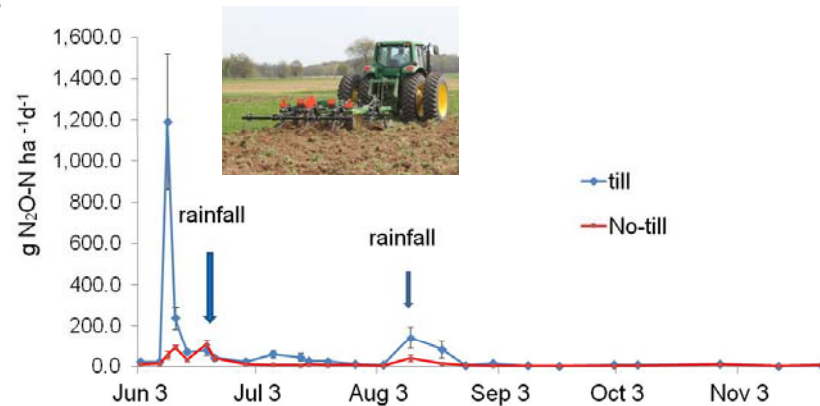 g N₂O-N ha ⁻¹d⁻¹
1,600.0
1,400.0
1,200.0
1,000.0
800.0
600.0
400.0
200.0
0.0
rainfall
rainfall
till
No-till
Jun 3 Jul 3 Aug 3 Sep 3 Oct 3 Nov 3